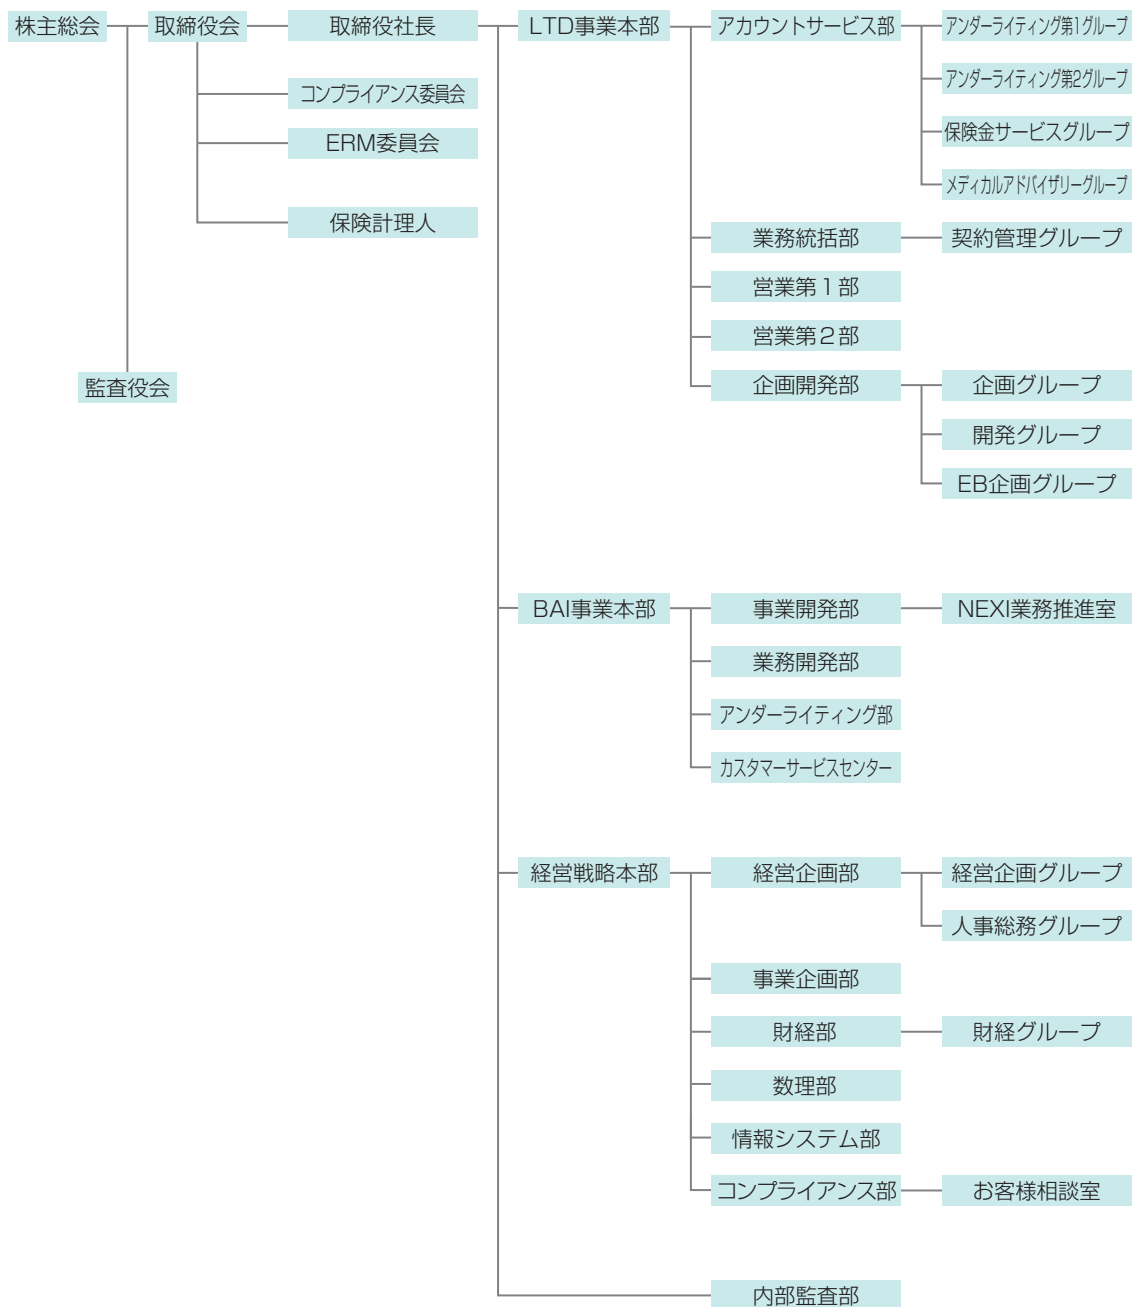 株主総会
取締役会
取締役社長
コンプライアンス委員会
ERM委員会
保険計理人
監査役会
LTD事業本部
アカウントサービス部
アンダーライティング第1グループ
アンダーライティング第2グループ
保険金サービスグループ
メディカルアドバイザリーグループ
業務統括部
契約管理グループ
営業第１部
営業第２部
企画開発部
企画グループ
開発グループ
EB企画グループ
BAI事業本部
事業開発部
NEXI業務推進室
業務開発部
アンダーライティング部
カスタマーサービスセンター
経営戦略本部
経営企画部
経営企画グループ
人事総務グループ
事業企画部
財経部
財経グループ
数理部
情報システム部
コンプライアンス部
お客様相談室
内部監査部